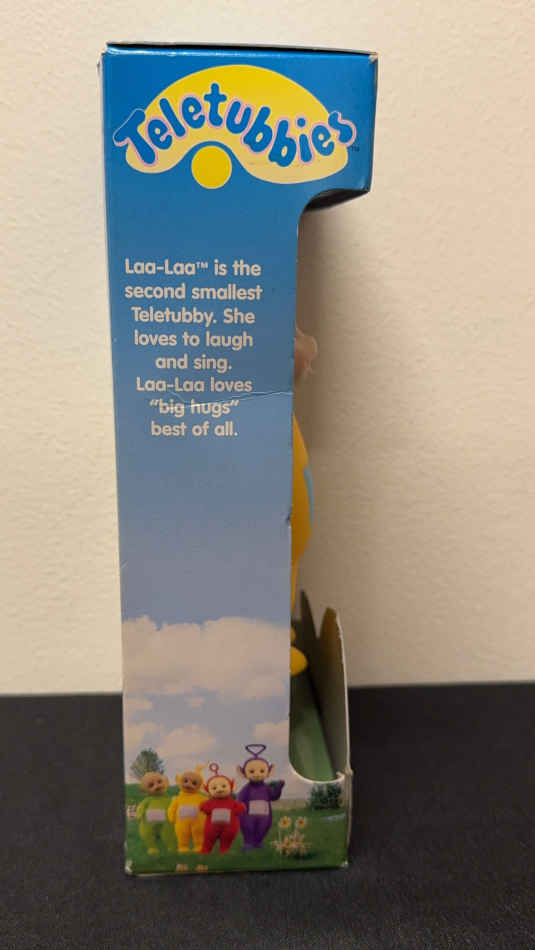 Teletubbies™
Laa-Laa™ is the
second smallest
Teletubby. She
loves to laugh
and sing.
Laa-Laa loves
“big hugs”
best of all.